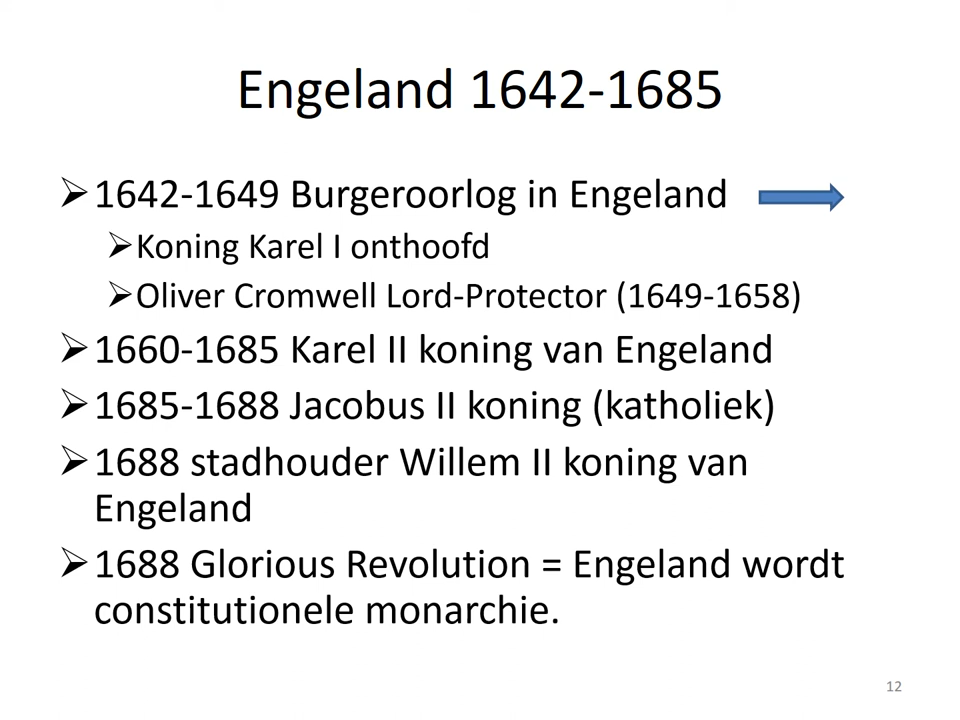 Engeland 1642-1685
1642-1649 Burgeroorlog in Engeland
Koning Karel I onthoofd
Oliver Cromwell Lord-Protector (1649-1658)
1660-1685 Karel II koning van Engeland
1685-1688 Jacobus II koning (katholiek)
1688 stadhouder Willem II koning van
Engeland
1688 Glorious Revolution = Engeland wordt
constitutionele monarchie.
12